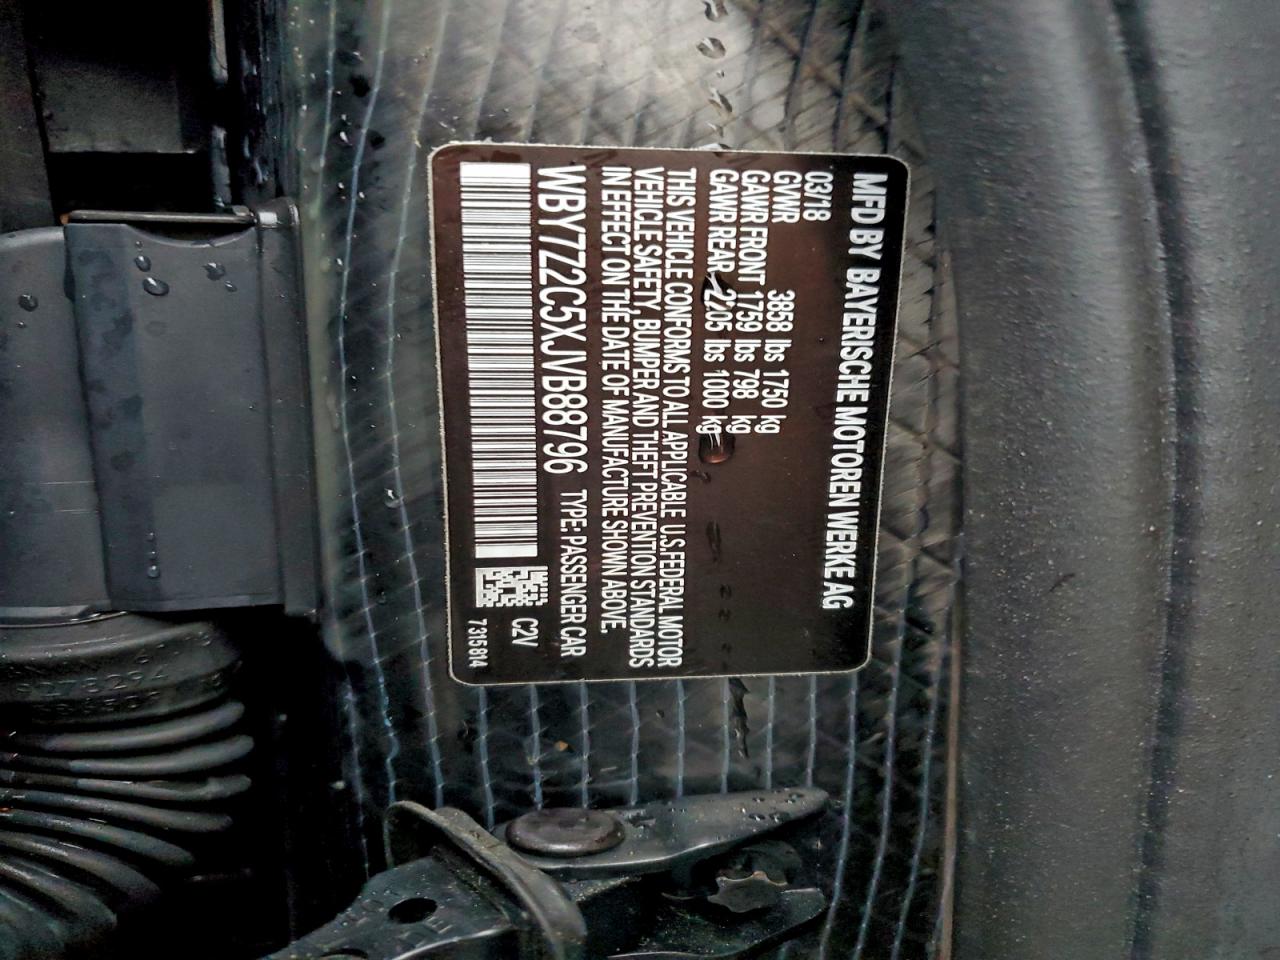 MFD BY BAYERISCHE MOTOREN WERKE AG
03/18
GVWR 3858 lbs 1750 kg
GAWR FRONT 1759 lbs 798 kg
GAWR REAR 2205 lbs 1000 kg
THIS VEHICLE CONFORMS TO ALL APPLICABLE U.S.FEDERAL MOTOR
VEHICLE SAFETY, BUMPER AND THEFT PREVENTION STANDARDS
IN EFFECT ON THE DATE OF MANUFACTURE SHOWN ABOVE.
WBY7Z2C5XJVB88796 TYPE: PASSENGER CAR
C2V
7315814